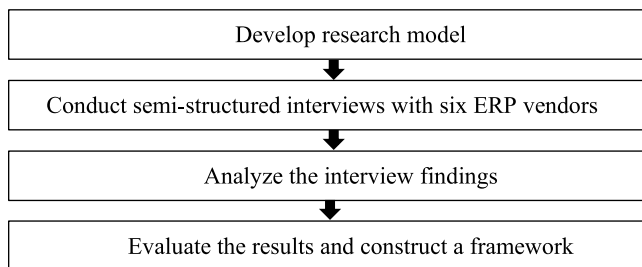 Develop research model
Conduct semi-structured interviews with six ERP vendors
Analyze the interview findings
Evaluate the results and construct a framework